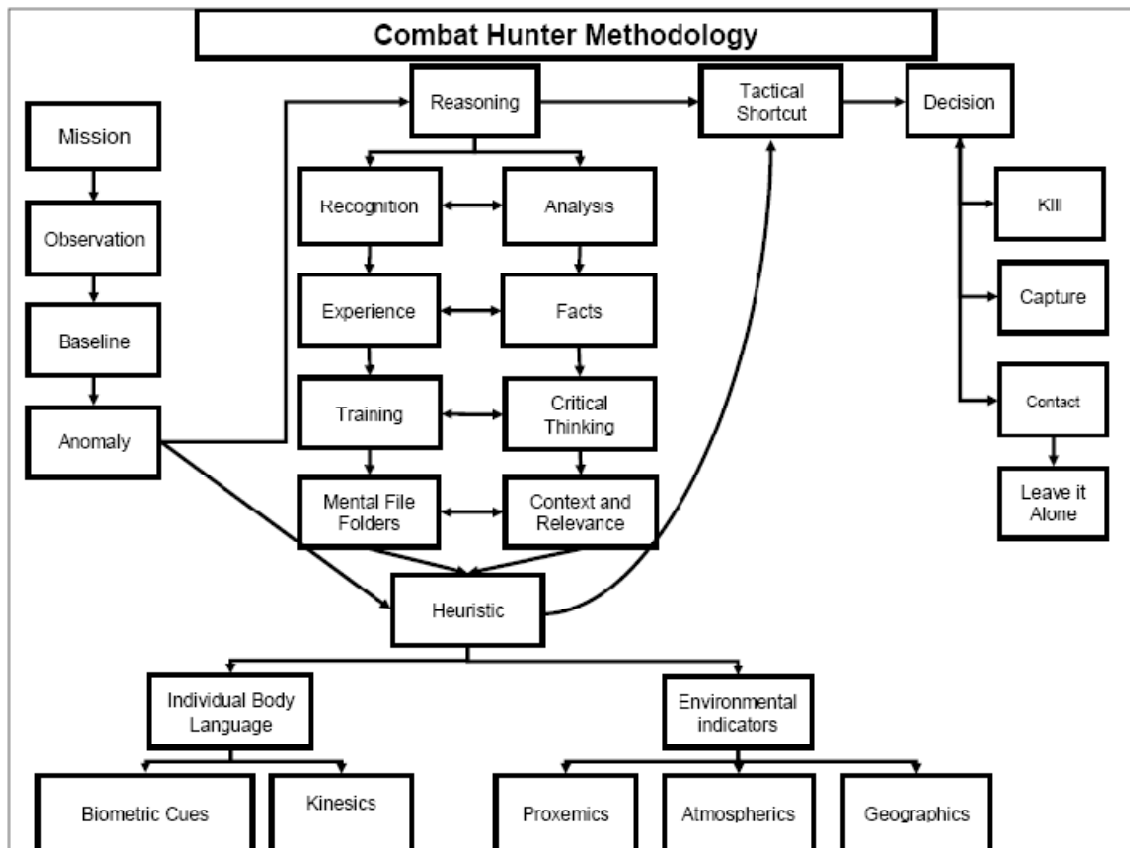 Combat Hunter Methodology
Reasoning
Tactical
Shortcut
Decision
Mission
Recognition
Analysis
Kill
Observation
Experience
Facts
Capture
Baseline
Training
Critical
Thinking
Contact
Anomaly
Mental File
Folders
Context and
Relevance
Leave it
Alone
Heuristic
Individual Body
Language
Environmental
indicators
Biometric Cues
Kinesics
Proxemics
Atmospherics
Geographics